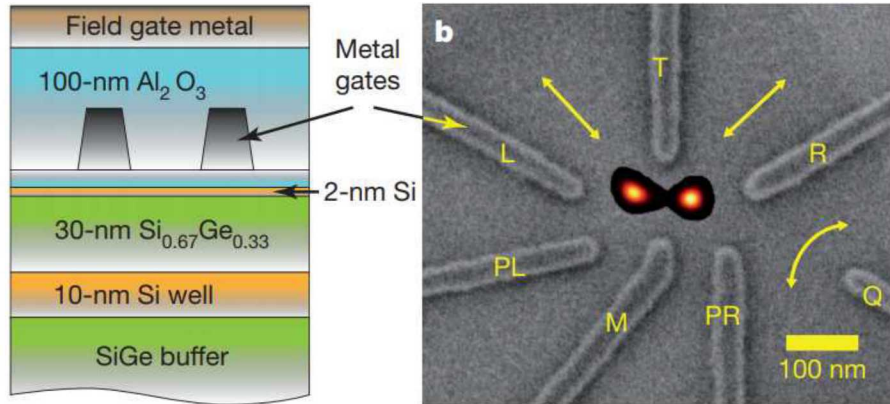 Field gate metal
100-nm Al₂O₃
30-nm Si₀.₆₇Ge₀.₃₃
10-nm Si well
SiGe buffer
Metal
gates
2-nm Si
b
T
L
R
PL
M
PR
Q
100 nm